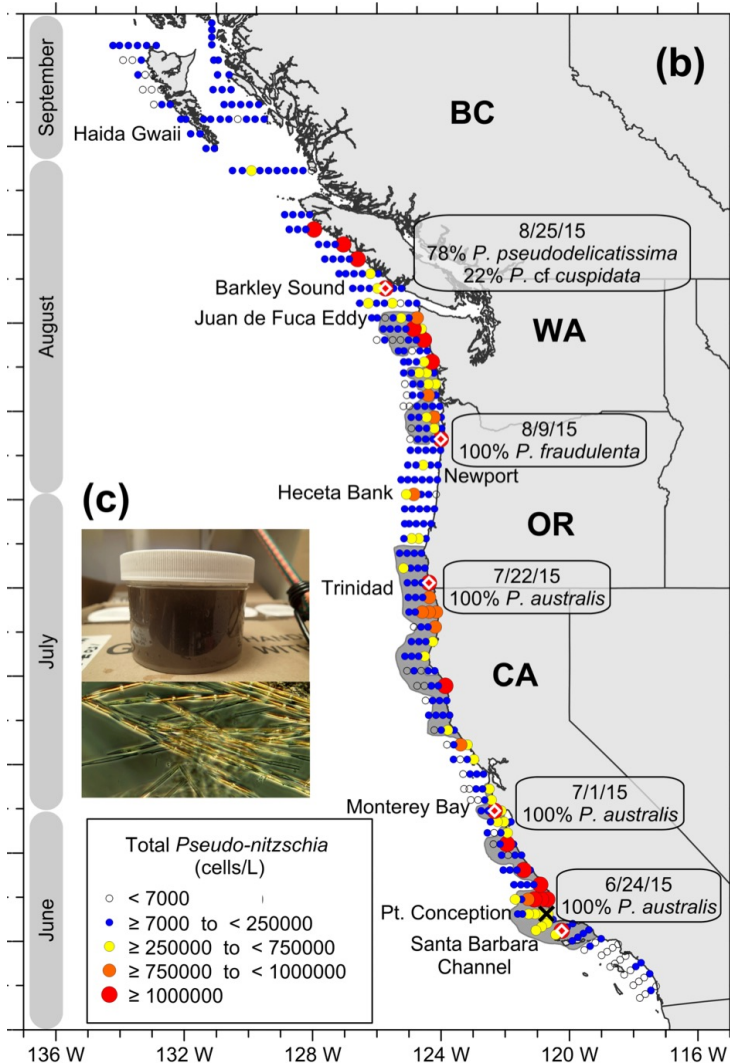 (b)
BC
September
Haida Gwaii
8/25/15
78% P. pseudodelicatissima
22% P. cf cuspidata
Barkley Sound
Juan de Fuca Eddy
WA
August
8/9/15
100% P. fraudulenta
Newport
Heceta Bank
(c)
OR
Trinidad
7/22/15
100% P. australis
July
CA
7/1/15
100% P. australis
Monterey Bay
Total Pseudo-nitzschia
(cells/L)
< 7000
≥ 7000 to < 250000
≥ 250000 to < 750000
≥ 750000 to < 1000000
≥ 1000000
June
6/24/15
100% P. australis
Pt. Conception
Santa Barbara
Channel
136 W 132 W 128 W 124 W 120 W 116 W